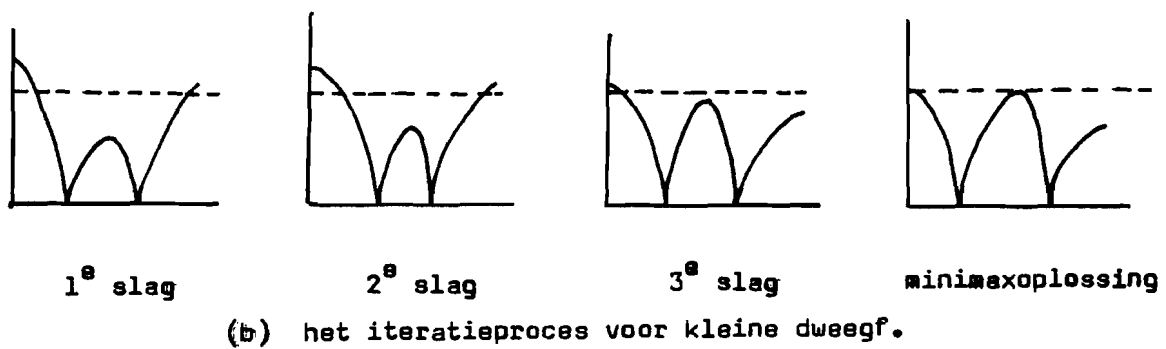 1e slag 2e slag 3e slag minimaxoplossing
(b) het iteratieproces voor kleine dweegf.